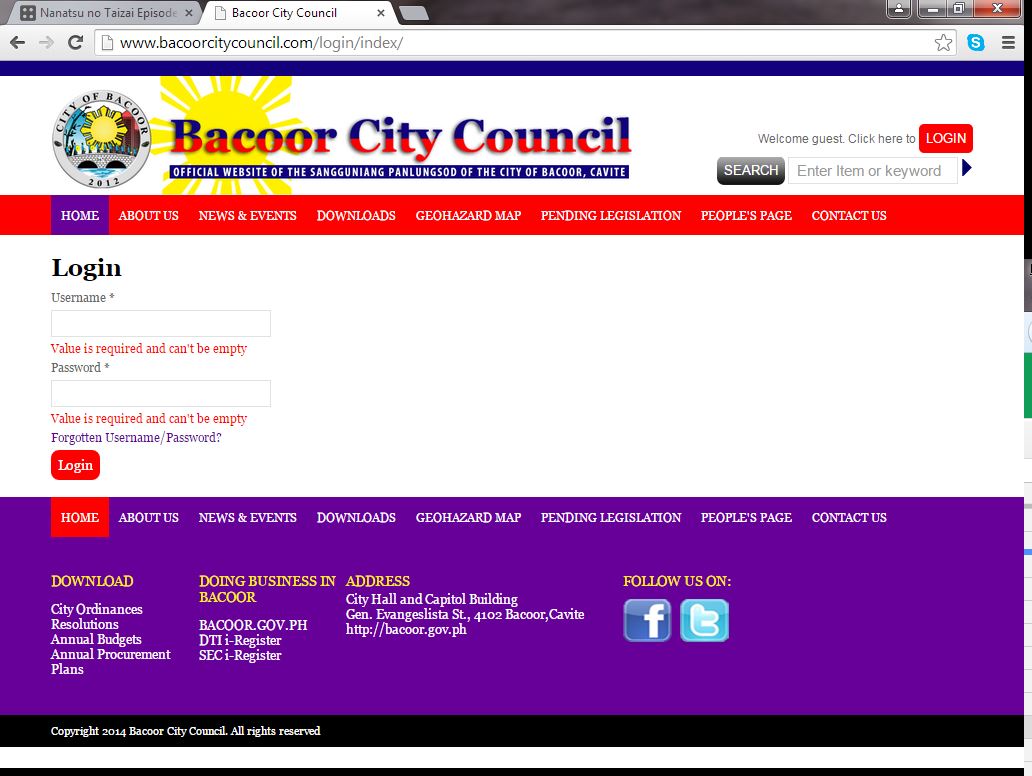 Nanatsu no Taizai Episode
Bacoor City Council
www.bacoorcitycouncil.com/login/index/
CITY OF BACOOR
2012
Bacoor City Council
OFFICIAL WEBSITE OF THE SANGGUNIANG PANLUNGSOD OF THE CITY OF BACOOR, CAVITE
Welcome guest. Click here to LOGIN
SEARCH Enter Item or keyword
HOME ABOUT US NEWS & EVENTS DOWNLOADS GEOHAZARD MAP PENDING LEGISLATION PEOPLE'S PAGE CONTACT US
Login
Username *
Value is required and can't be empty
Password *
Value is required and can't be empty
Forgotten Username/Password?
Login
HOME ABOUT US NEWS & EVENTS DOWNLOADS GEOHAZARD MAP PENDING LEGISLATION PEOPLE'S PAGE CONTACT US
DOWNLOAD
City Ordinances
Resolutions
Annual Budgets
Annual Procurement
Plans
DOING BUSINESS IN
BACOOR
BACOOR.GOV.PH
DTI i-Register
SEC i-Register
ADDRESS
City Hall and Capitol Building
Gen. Evangeslista St., 4102 Bacoor,Cavite
http://bacoor.gov.ph
FOLLOW US ON:
Copyright 2014 Bacoor City Council. All rights reserved